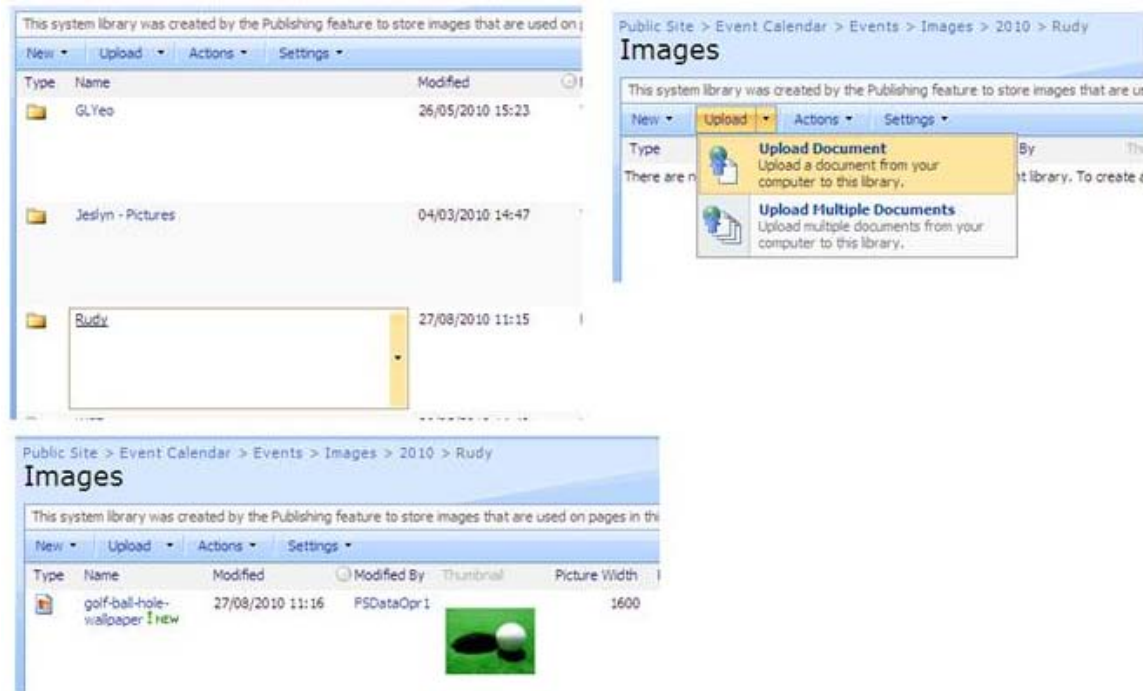 This system library was created by the Publishing feature to store images that are used on
New Upload Actions Settings
Type Name Modified
GLYeo 26/05/2010 15:23
Jeslyn - Pictures 04/03/2010 14:47
Rudy 27/08/2010 11:15
Public Site > Event Calendar > Events > Images > 2010 > Rudy
Images
This system library was created by the Publishing feature to store images that are
New Upload Actions Settings
Type By
Upload Document
Upload a document from your
computer to this library.
There are
library. To create
Upload Multiple Documents
Upload multiple documents from your
computer to this library.
Public Site > Event Calendar > Events > Images > 2010 > Rudy
Images
This system library was created by the Publishing feature to store images that are used on pages in
New Upload Actions Settings
Type Name Modified Modified By Thumbnail Picture Width
golf-ball-hole- 27/08/2010 11:16 PSDataOpr1 1600
wallpaper ! NEW